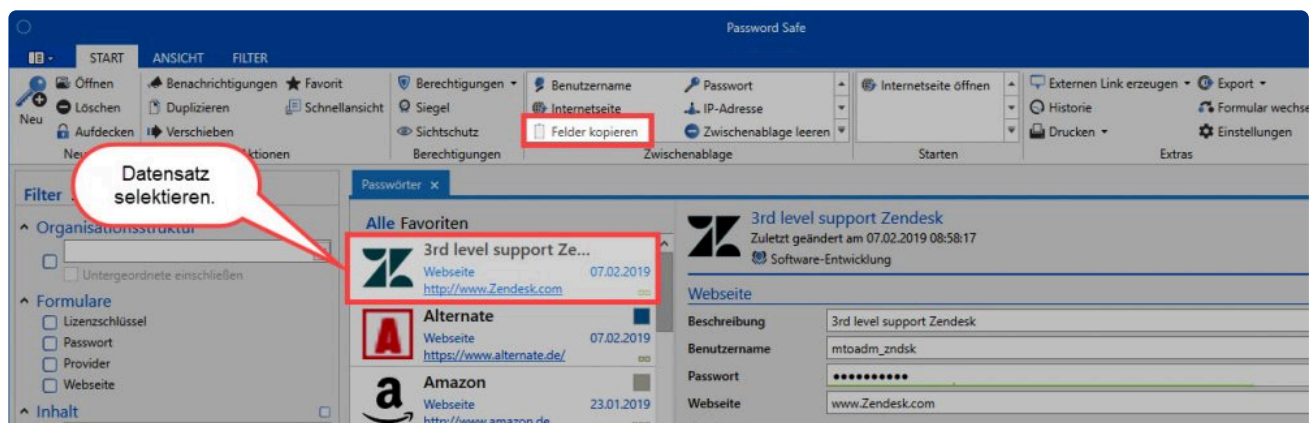 Password Safe
START ANSICHT FILTER
Neu
Öffnen
Löschen
Aufdecken
Benachrichtigungen
Duplizieren
Verschieben
Favorit
Schnellansicht
Berechtigungen
Siegel
Sichtschutz
Berechtigungen
Benutzername
Internetseite
Felder kopieren
Passwort
IP-Adresse
Zwischenablage leeren
Zwischenablage
Internetseite öffnen
Starten
Externen Link erzeugen
Historie
Drucken
Export
Formular wechse
Einstellungen
Extras
Datensatz
selektieren.
Filter
Organisationsstruktur
Untergeordnete einschließen
Formulare
Lizenzschlüssel
Passwort
Provider
Webseite
Inhalt
Passwörter
Alle Favoriten
3rd level support Ze...
Webseite 07.02.2019
http://www.Zendesk.com
Alternate
Webseite 07.02.2019
https://www.alternate.de/
Amazon
Webseite 23.01.2019
http://www.amazon.de
3rd level support Zendesk
Zuletzt geändert am 07.02.2019 08:58:17
Software-Entwicklung
Webseite
Beschreibung 3rd level support Zendesk
Benutzername mtoadm_zndsk
Passwort ••••••••••
Webseite www.Zendesk.com